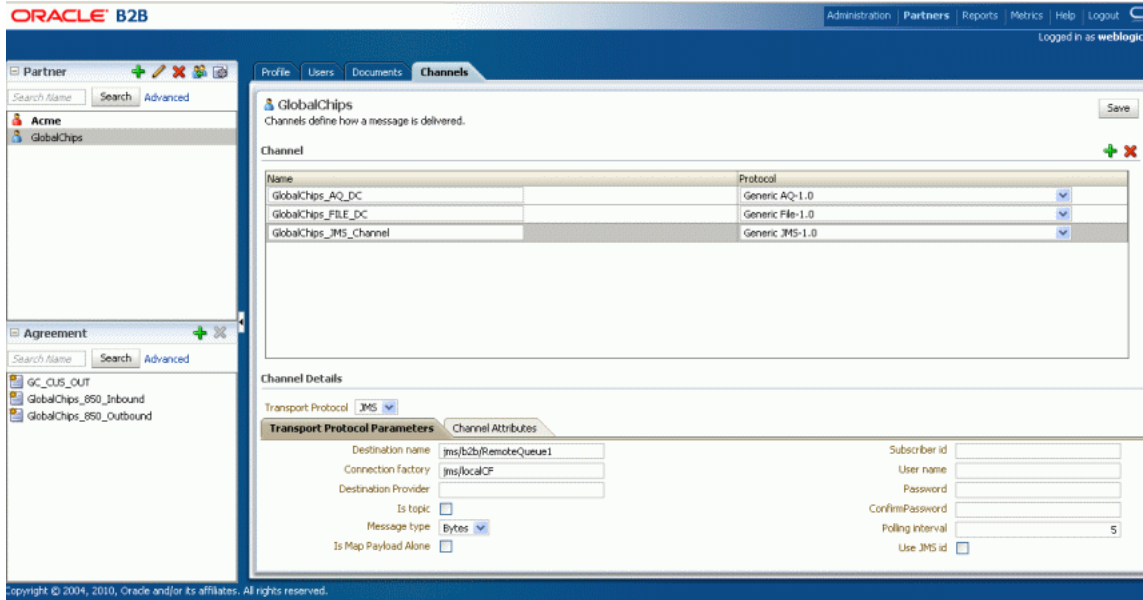 ORACLE B2B
Administration Partners Reports Metrics Help Logout
Logged in as weblogic
Partner
Search Name Search Advanced
Acme
GlobalChips
Agreement
Search Name Search Advanced
GC_CUS_OUT
GlobalChips_850_Inbound
GlobalChips_850_Outbound
Profile Users Documents Channels
GlobalChips
Save
Channels define how a message is delivered.
Channel
Name Protocol
GlobalChips_AQ_DC Generic AQ-1.0
GlobalChips_FILE_DC Generic File-1.0
GlobalChips_JMS_Channel Generic JMS-1.0
Channel Details
Transport Protocol JMS
Transport Protocol Parameters Channel Attributes
Destination name jms/b2b/RemoteQueue1 Subscriber id
Connection factory jms/localCF User name
Destination Provider Password
Is topic ConfirmPassword
Message type Bytes Polling interval 5
Is Map Payload Alone Use JMS id
Copyright © 2004, 2010, Oracle and/or its affiliates. All rights reserved.